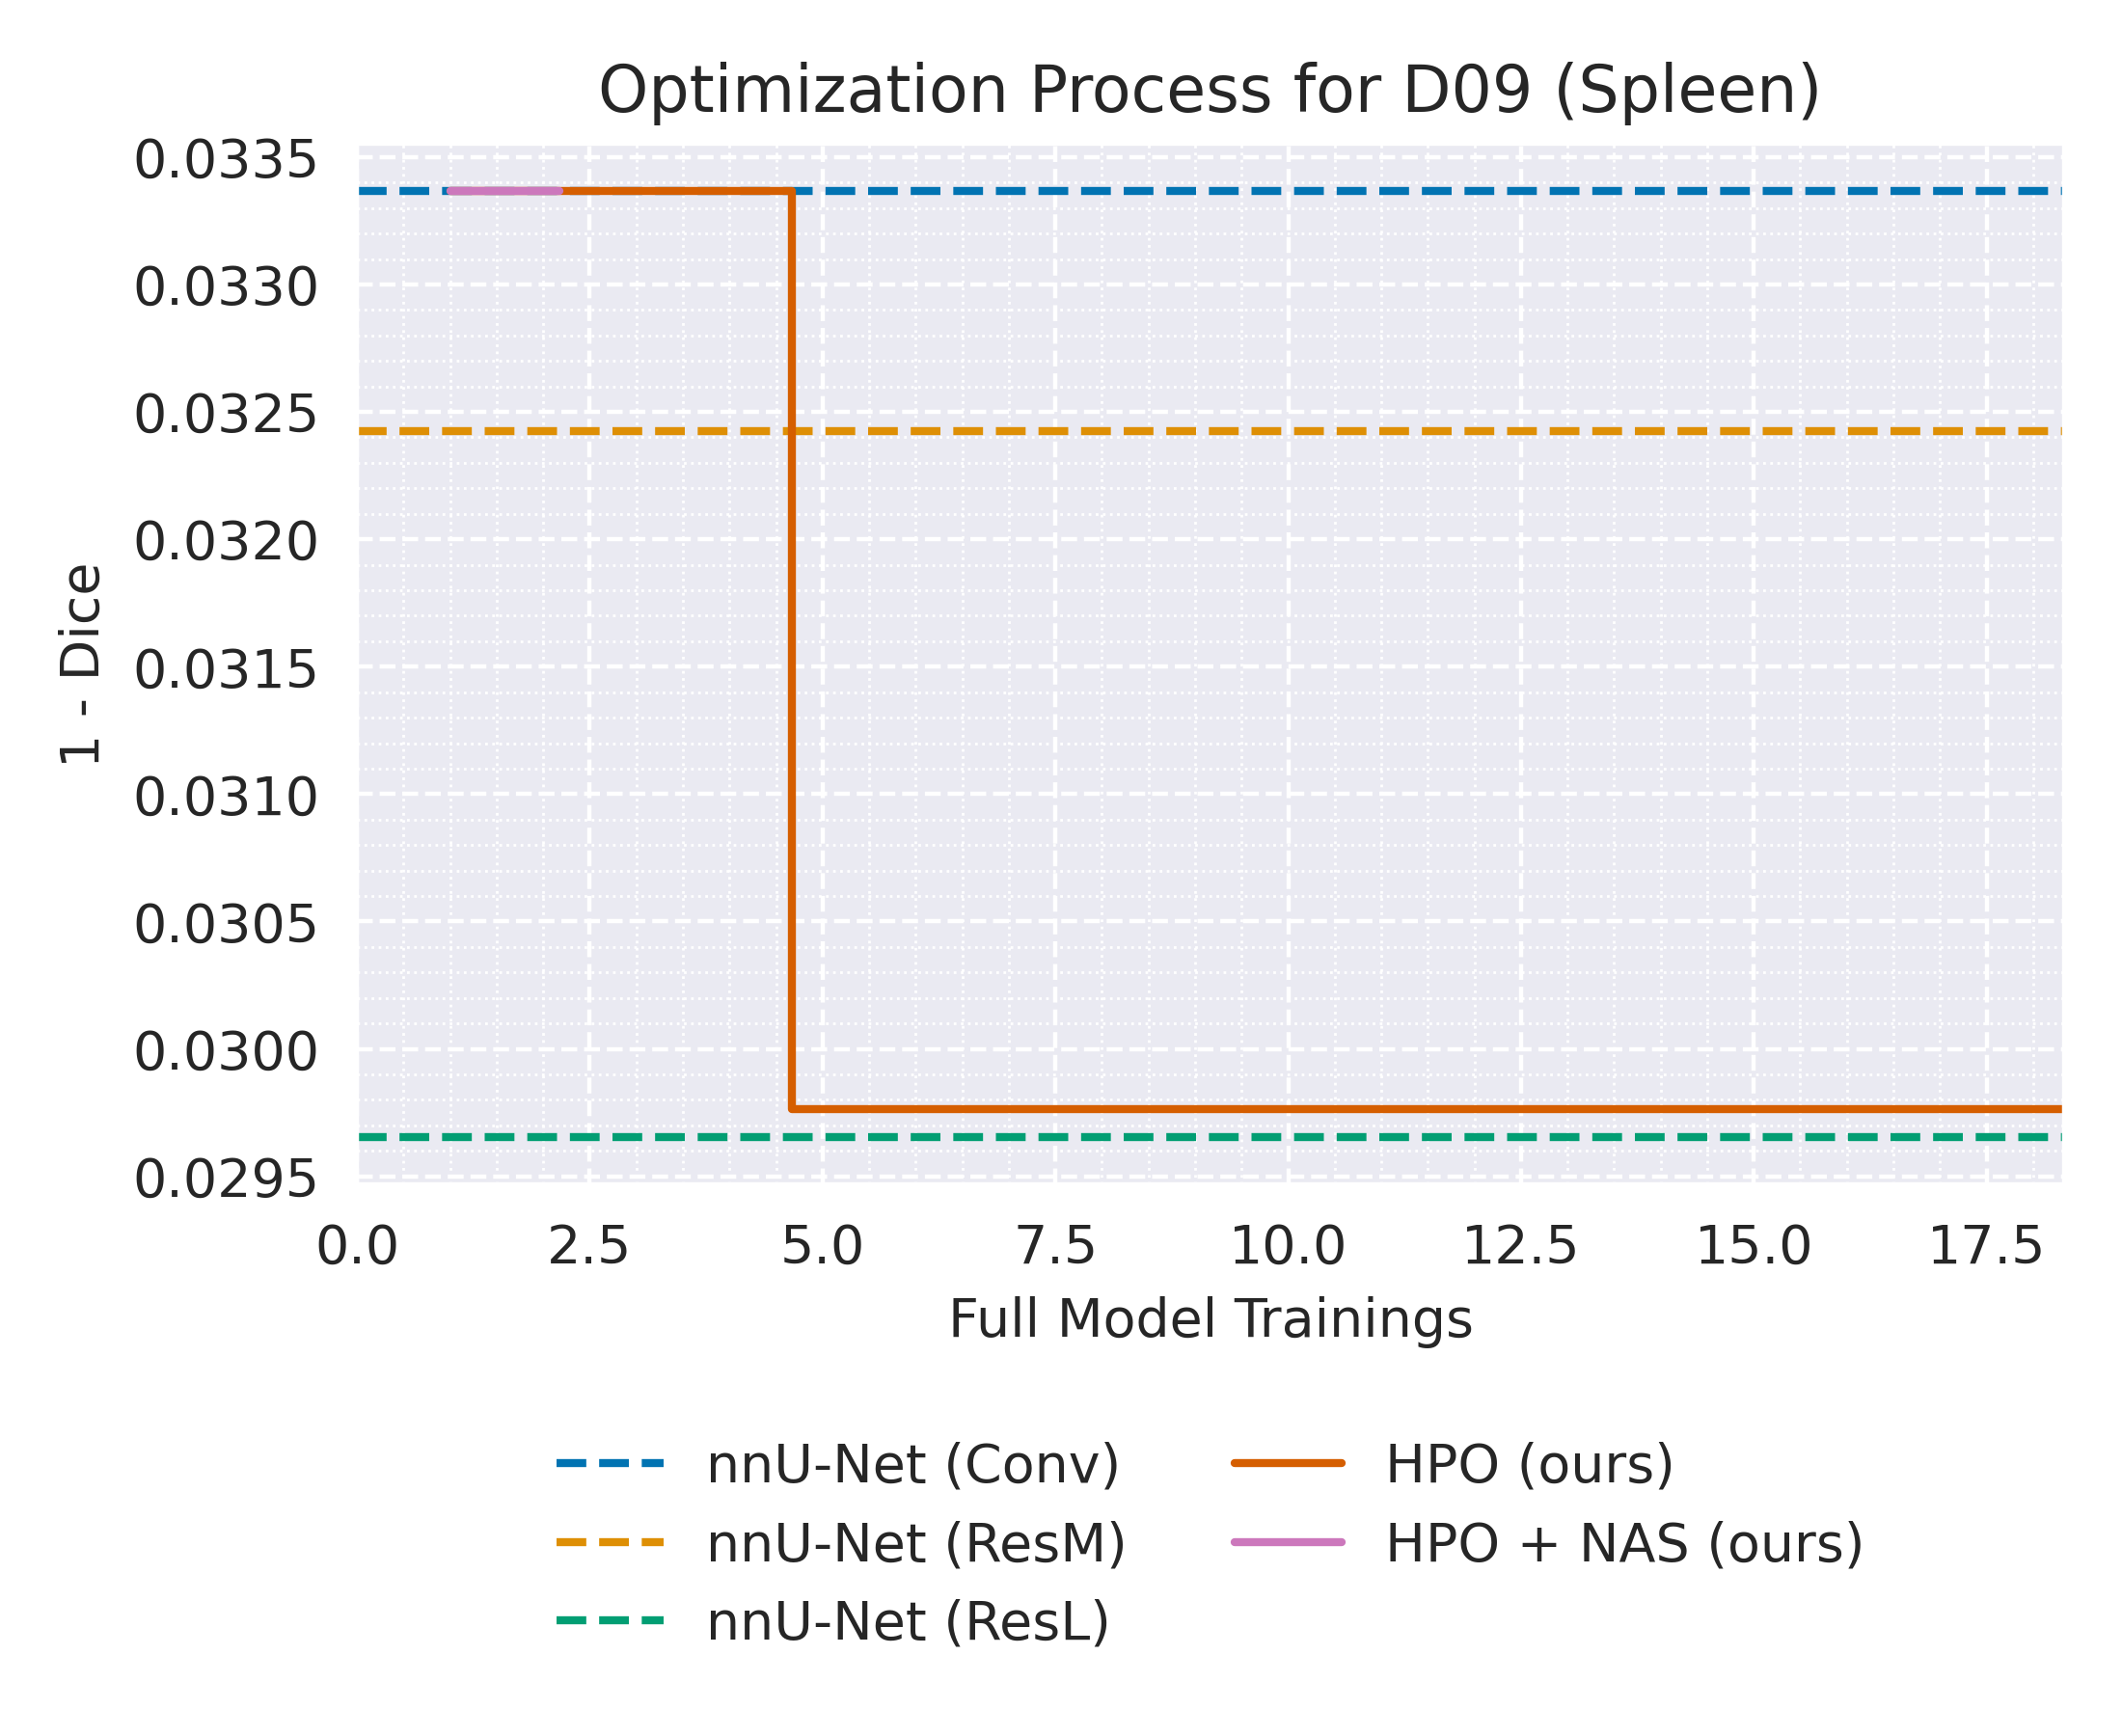 Optimization Process for D09 (Spleen)
0.0335
0.0330
0.0325
0.0320
0.0315
0.0310
0.0305
0.0300
0.0295
1 - Dice
0.0 2.5 5.0 7.5 10.0 12.5 15.0 17.5
Full Model Trainings
nnU-Net (Conv)
nnU-Net (ResM)
nnU-Net (ResL)
HPO (ours)
HPO + NAS (ours)